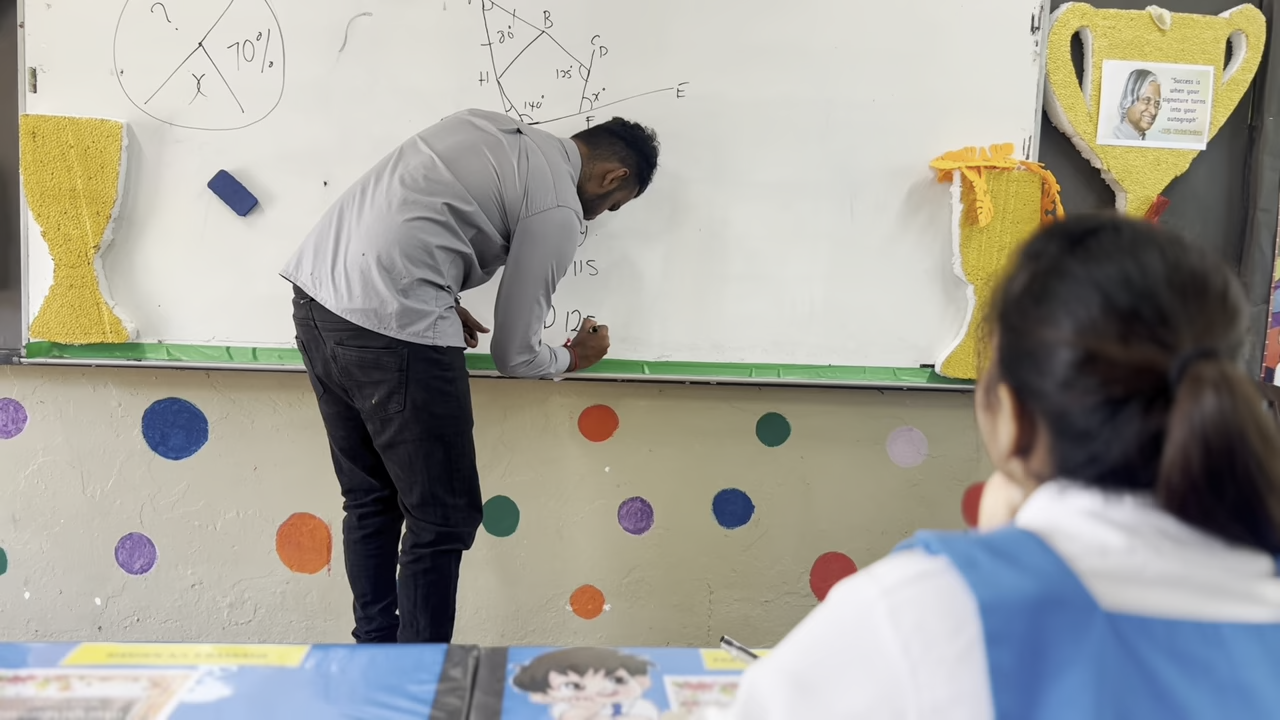 ?
70%
x
B
80°
C
D
125°
H
140°
x°
E
F
115
D 125
"Success is
when your
signature turns
into your
autograph"